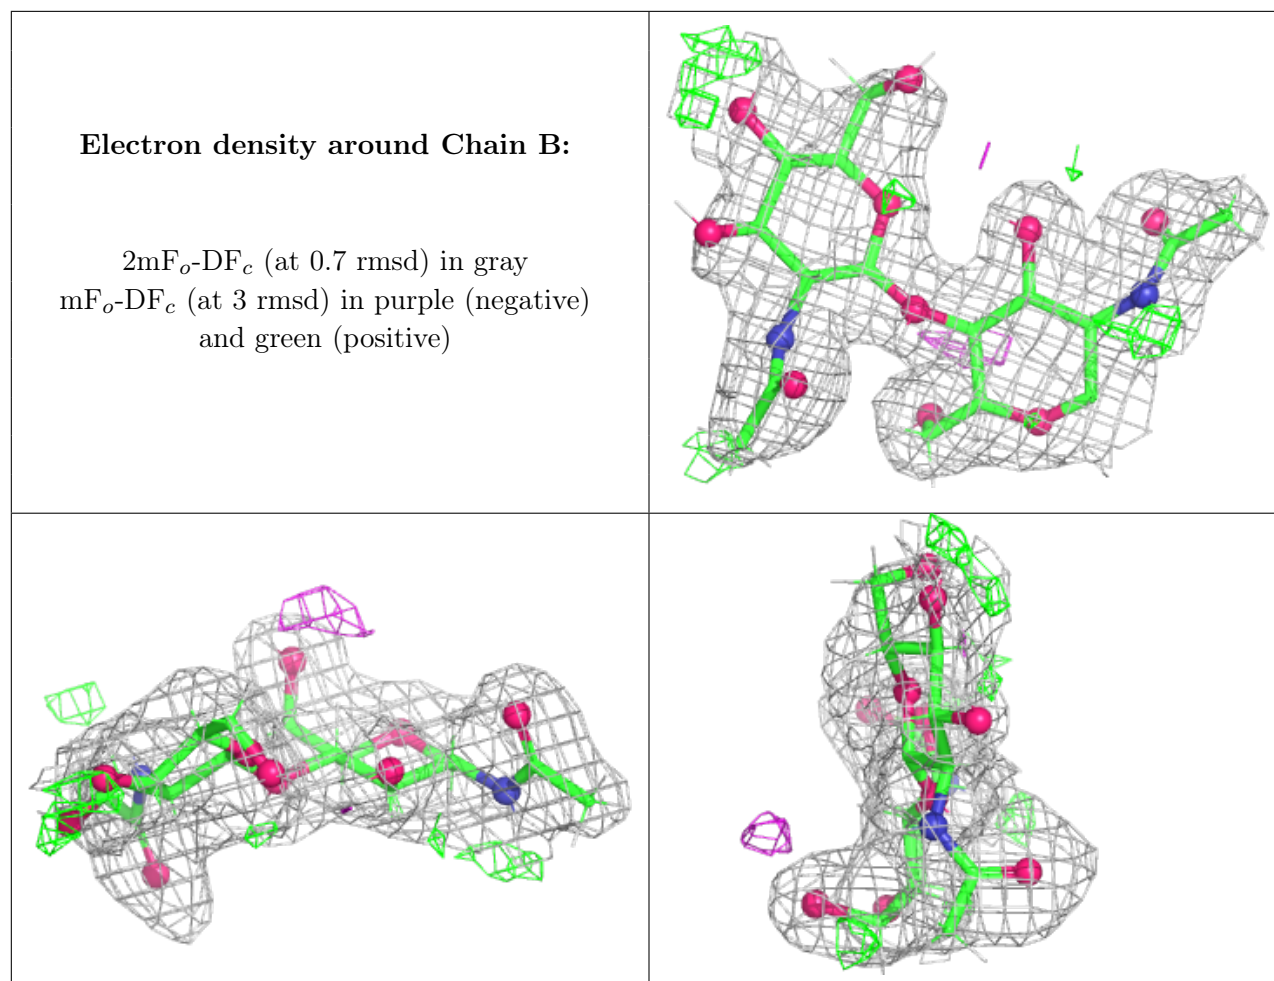 Electron density around Chain B:
2mFₒ-DF𝒸 (at 0.7 rmsd) in gray
mFₒ-DF𝒸 (at 3 rmsd) in purple (negative)
and green (positive)